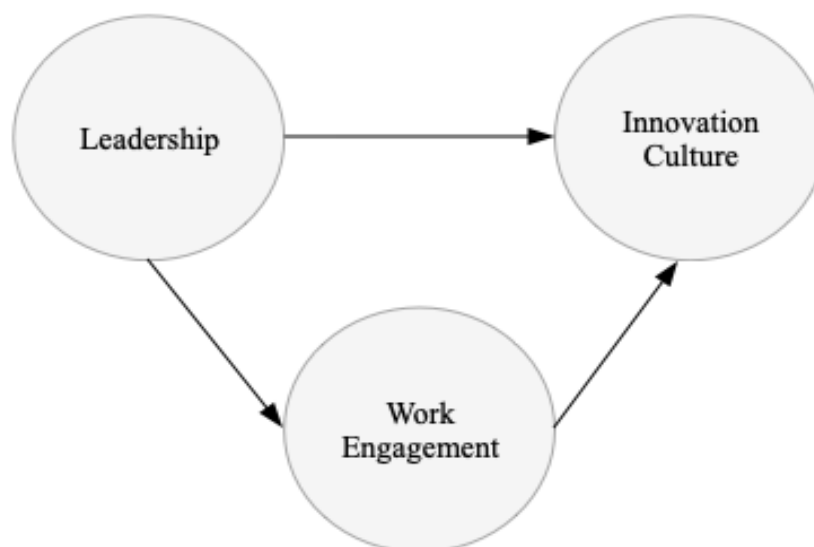 Leadership
Innovation
Culture
Work
Engagement